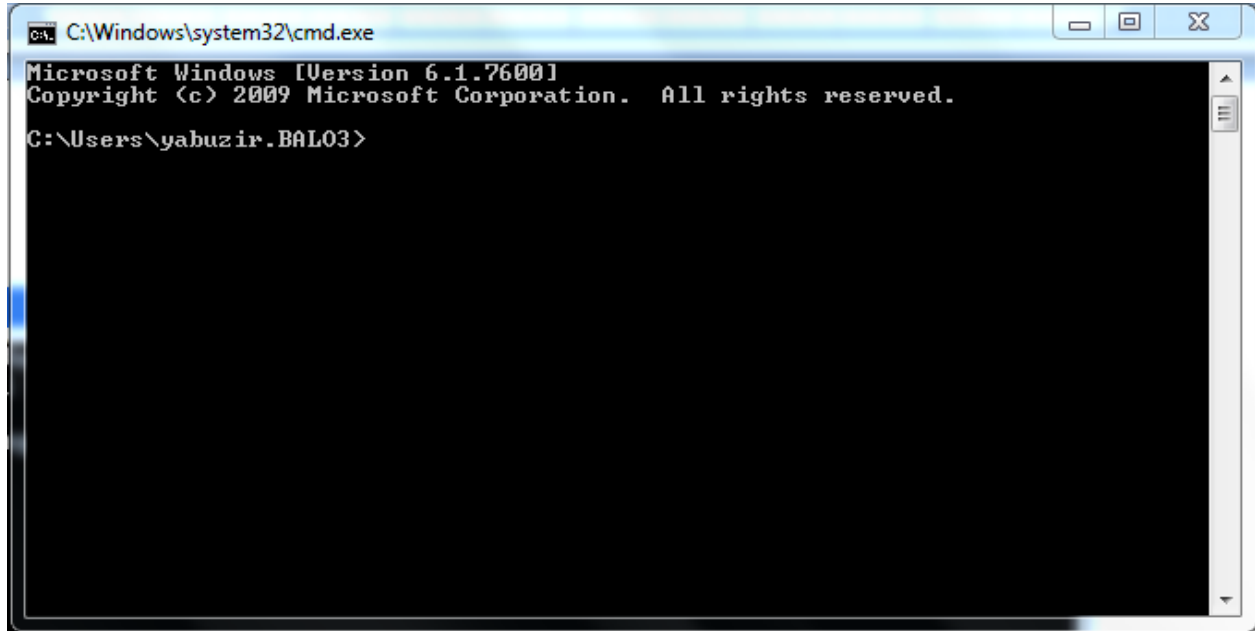 C:\Windows\system32\cmd.exe
Microsoft Windows [Version 6.1.7600]
Copyright (c) 2009 Microsoft Corporation.  All rights reserved.
C:\Users\yabuzir.BALO3>